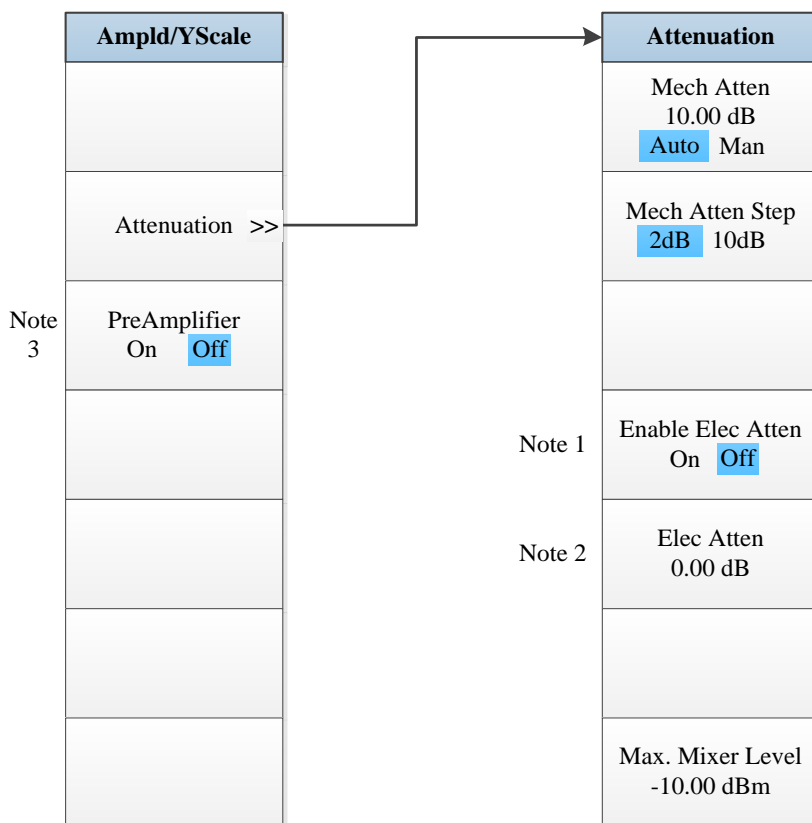 Ampld/YScale
Attenuation >>
Note
3
PreAmplifier
On Off
Attenuation
Mech Atten
10.00 dB
Auto Man
Mech Atten Step
2dB 10dB
Note 1
Enable Elec Atten
On Off
Note 2
Elec Atten
0.00 dB
Max. Mixer Level
-10.00 dBm